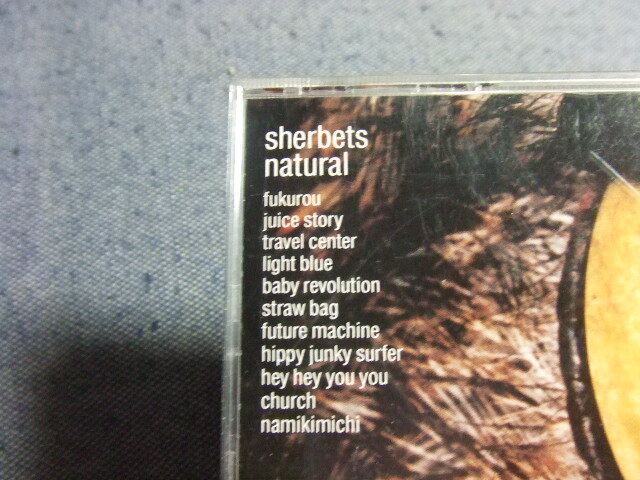 sherbets
natural
fukurou
juice story
travel center
light blue
baby revolution
straw bag
future machine
hippy junky surfer
hey hey you you
church
namikimichi